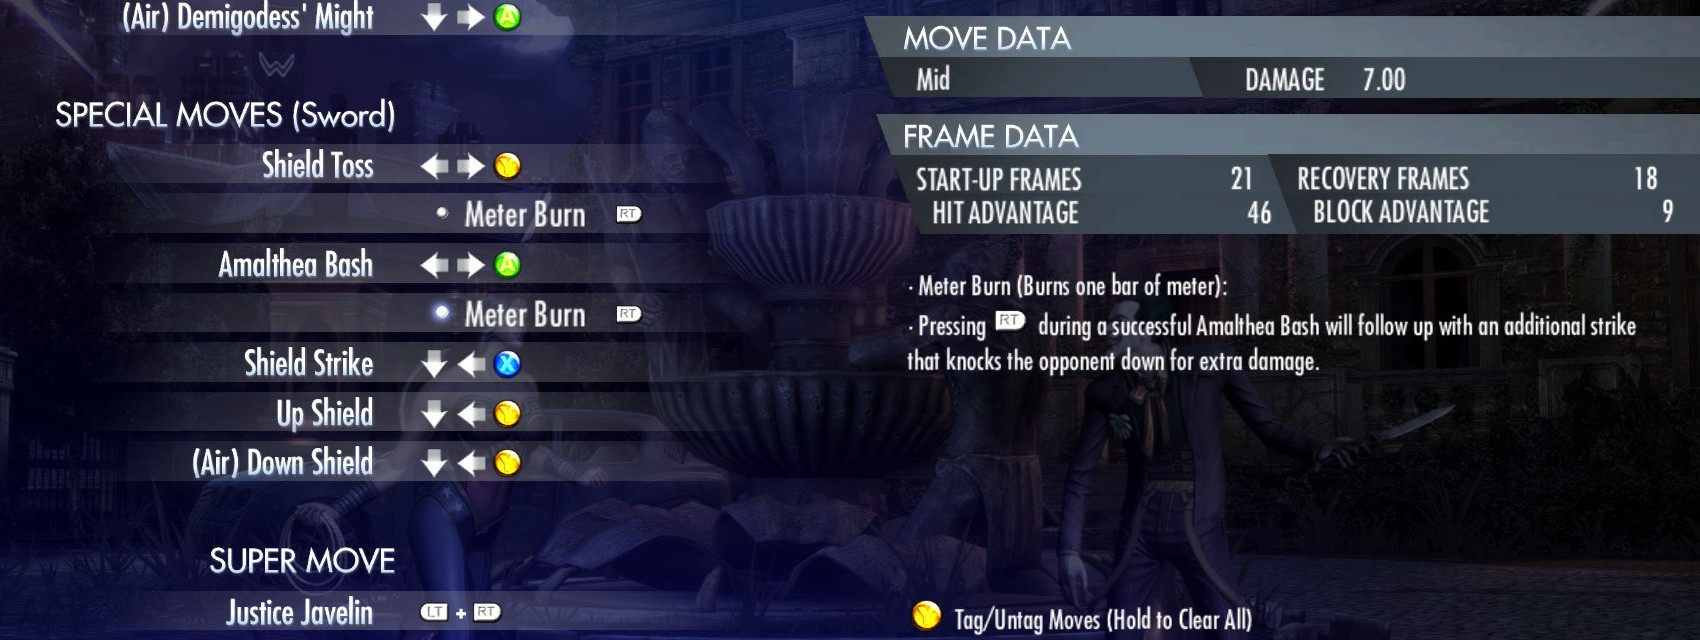 (Air) Demigodess' Might A
SPECIAL MOVES (Sword)
Shield Toss Y
Meter Burn RT
Amalthea Bash A
Meter Burn RT
Shield Strike X
Up Shield Y
(Air) Down Shield Y
SUPER MOVE
Justice Javelin LT + RT
MOVE DATA
Mid DAMAGE 7.00
FRAME DATA
START-UP FRAMES 21 RECOVERY FRAMES 18
HIT ADVANTAGE 46 BLOCK ADVANTAGE 9
· Meter Burn (Burns one bar of meter):
· Pressing RT during a successful Amalthea Bash will follow up with an additional strike
that knocks the opponent down for extra damage.
Y Tag/Untag Moves (Hold to Clear All)